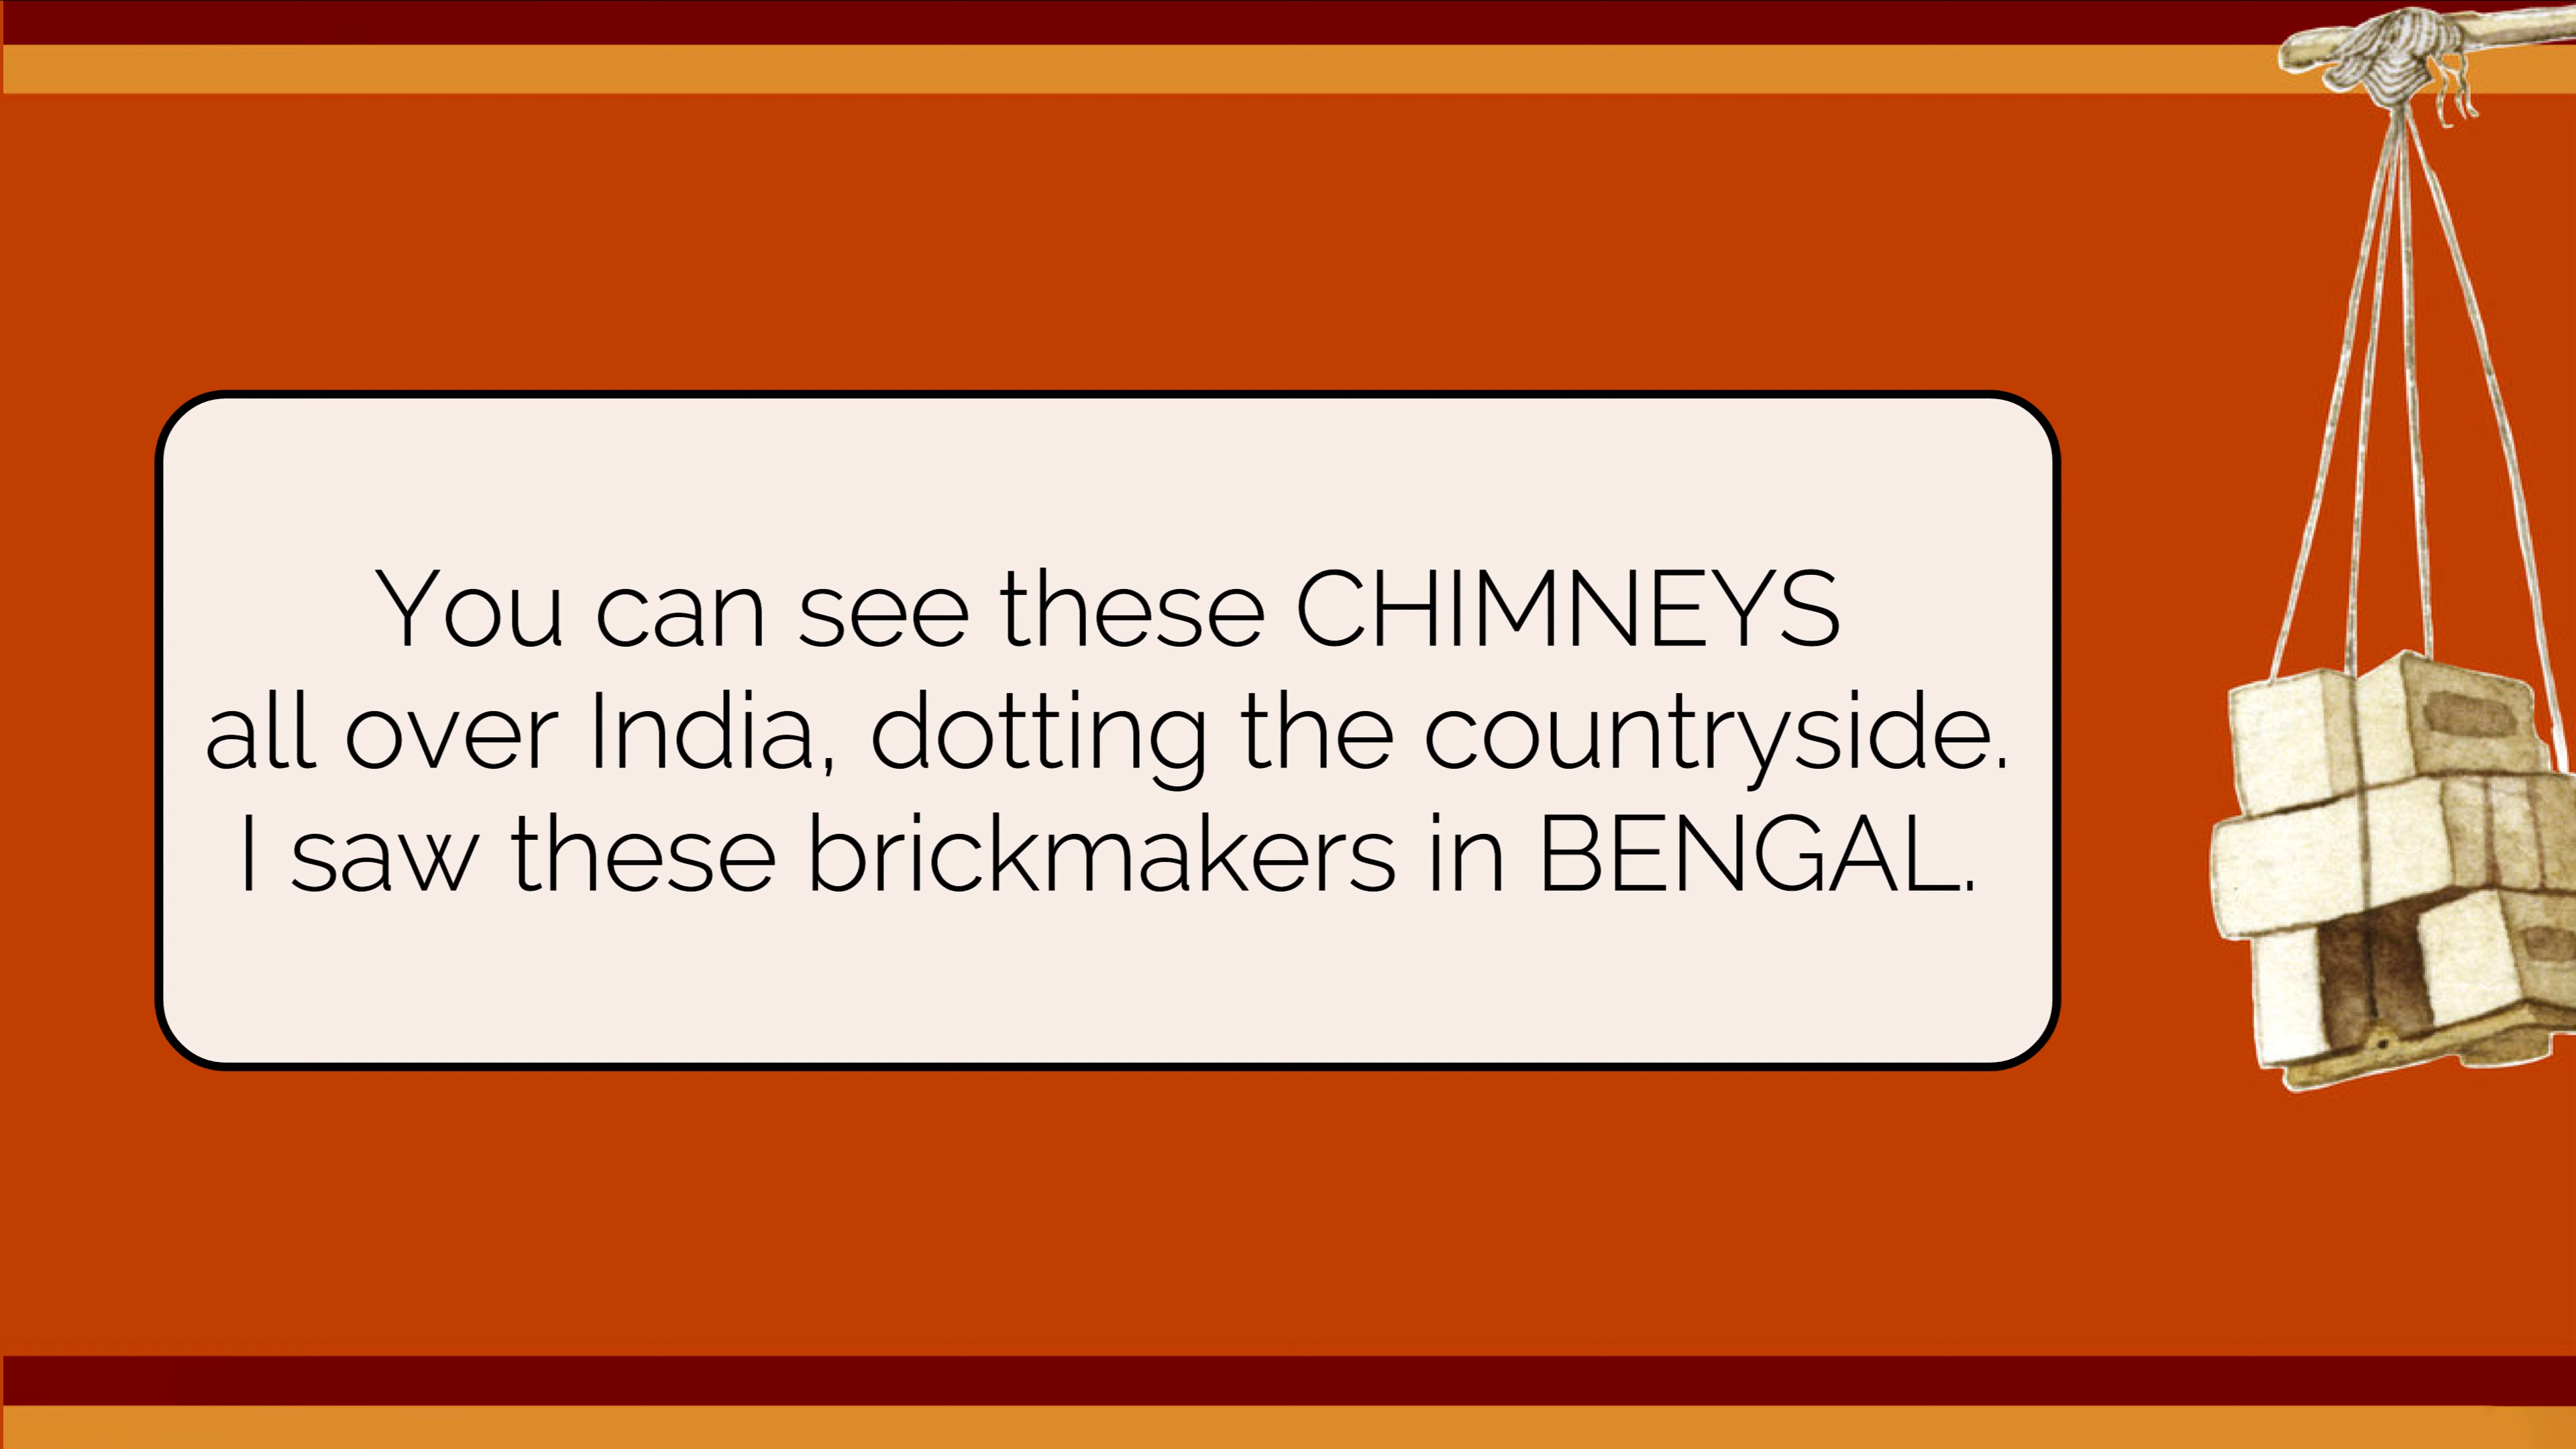 You can see these CHIMNEYS
all over India, dotting the countryside.
I saw these brickmakers in BENGAL.